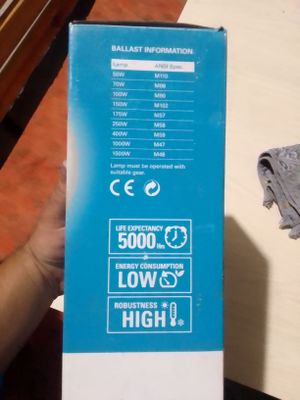 BALLAST INFORMATION
Lamp ANSI Spec.
50W M110
70W M98
100W M90
150W M102
175W M57
250W M58
400W M59
1000W M47
1500W M48
Lamp must be operated with
suitable gear.
CE
LIFE EXPECTANCY
5000 Hrs
ENERGY CONSUMPTION
LOW
ROBUSTNESS
HIGH